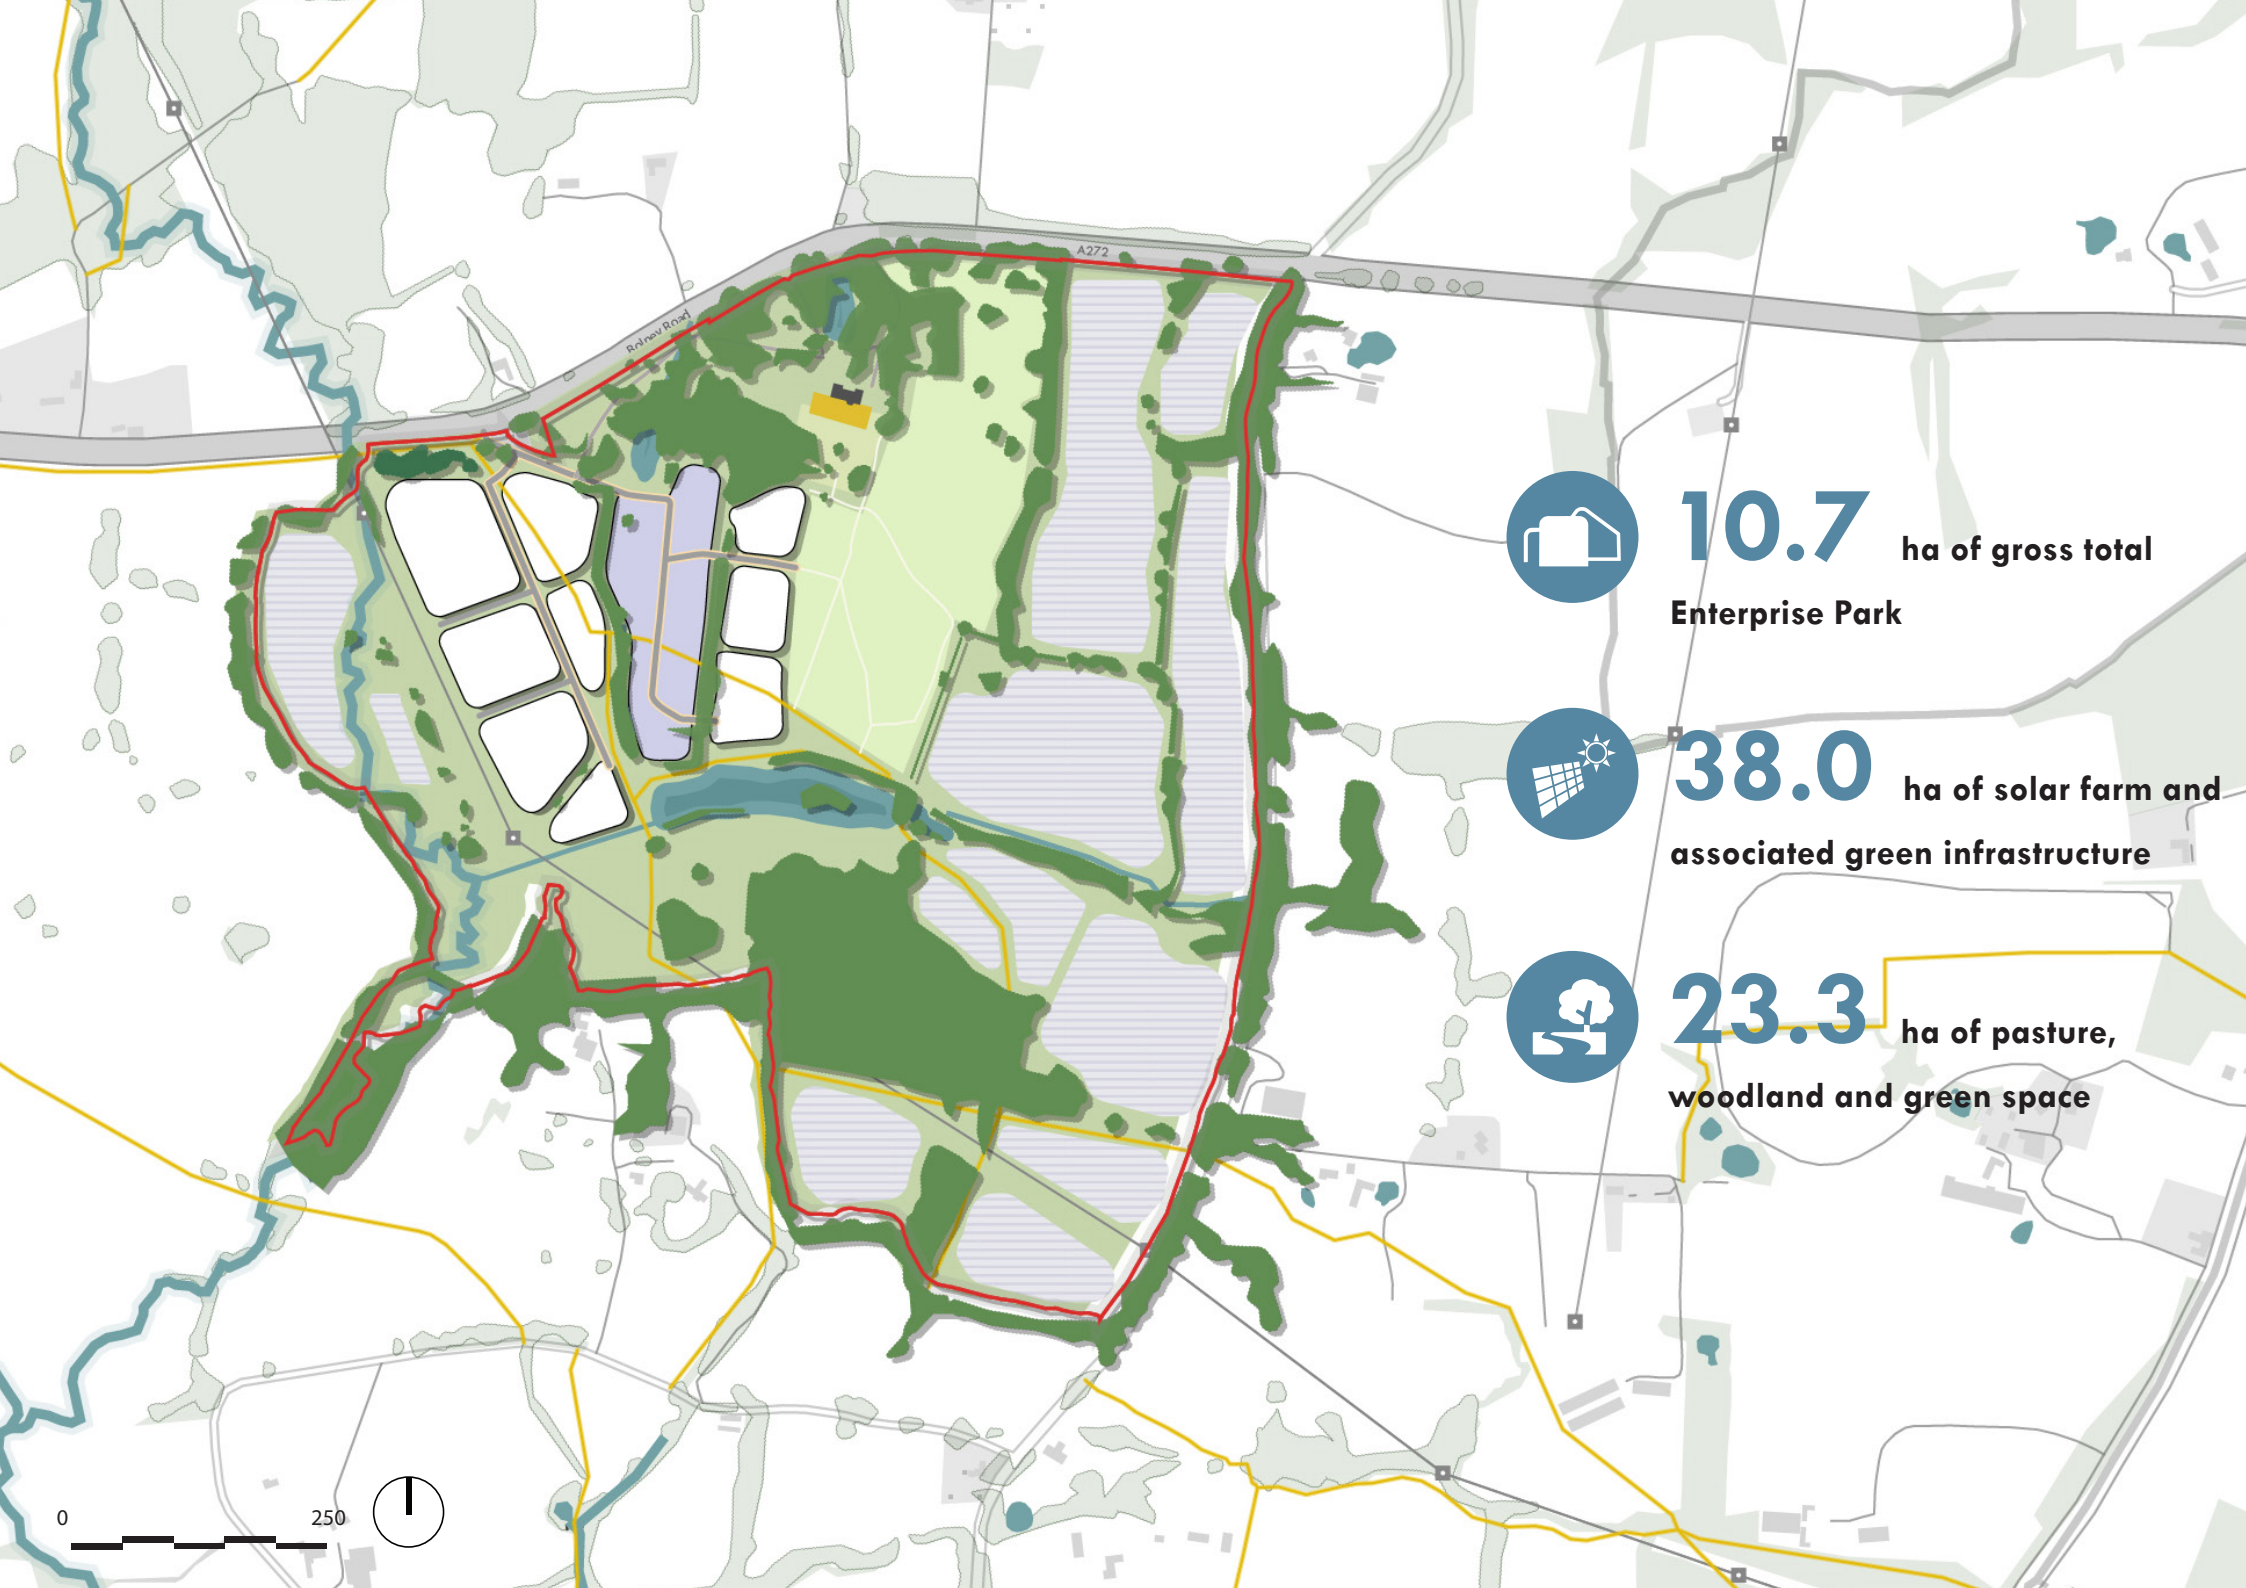 A272
Bolney Road
10.7 ha of gross total
Enterprise Park
38.0 ha of solar farm and
associated green infrastructure
23.3 ha of pasture,
woodland and green space
0 250